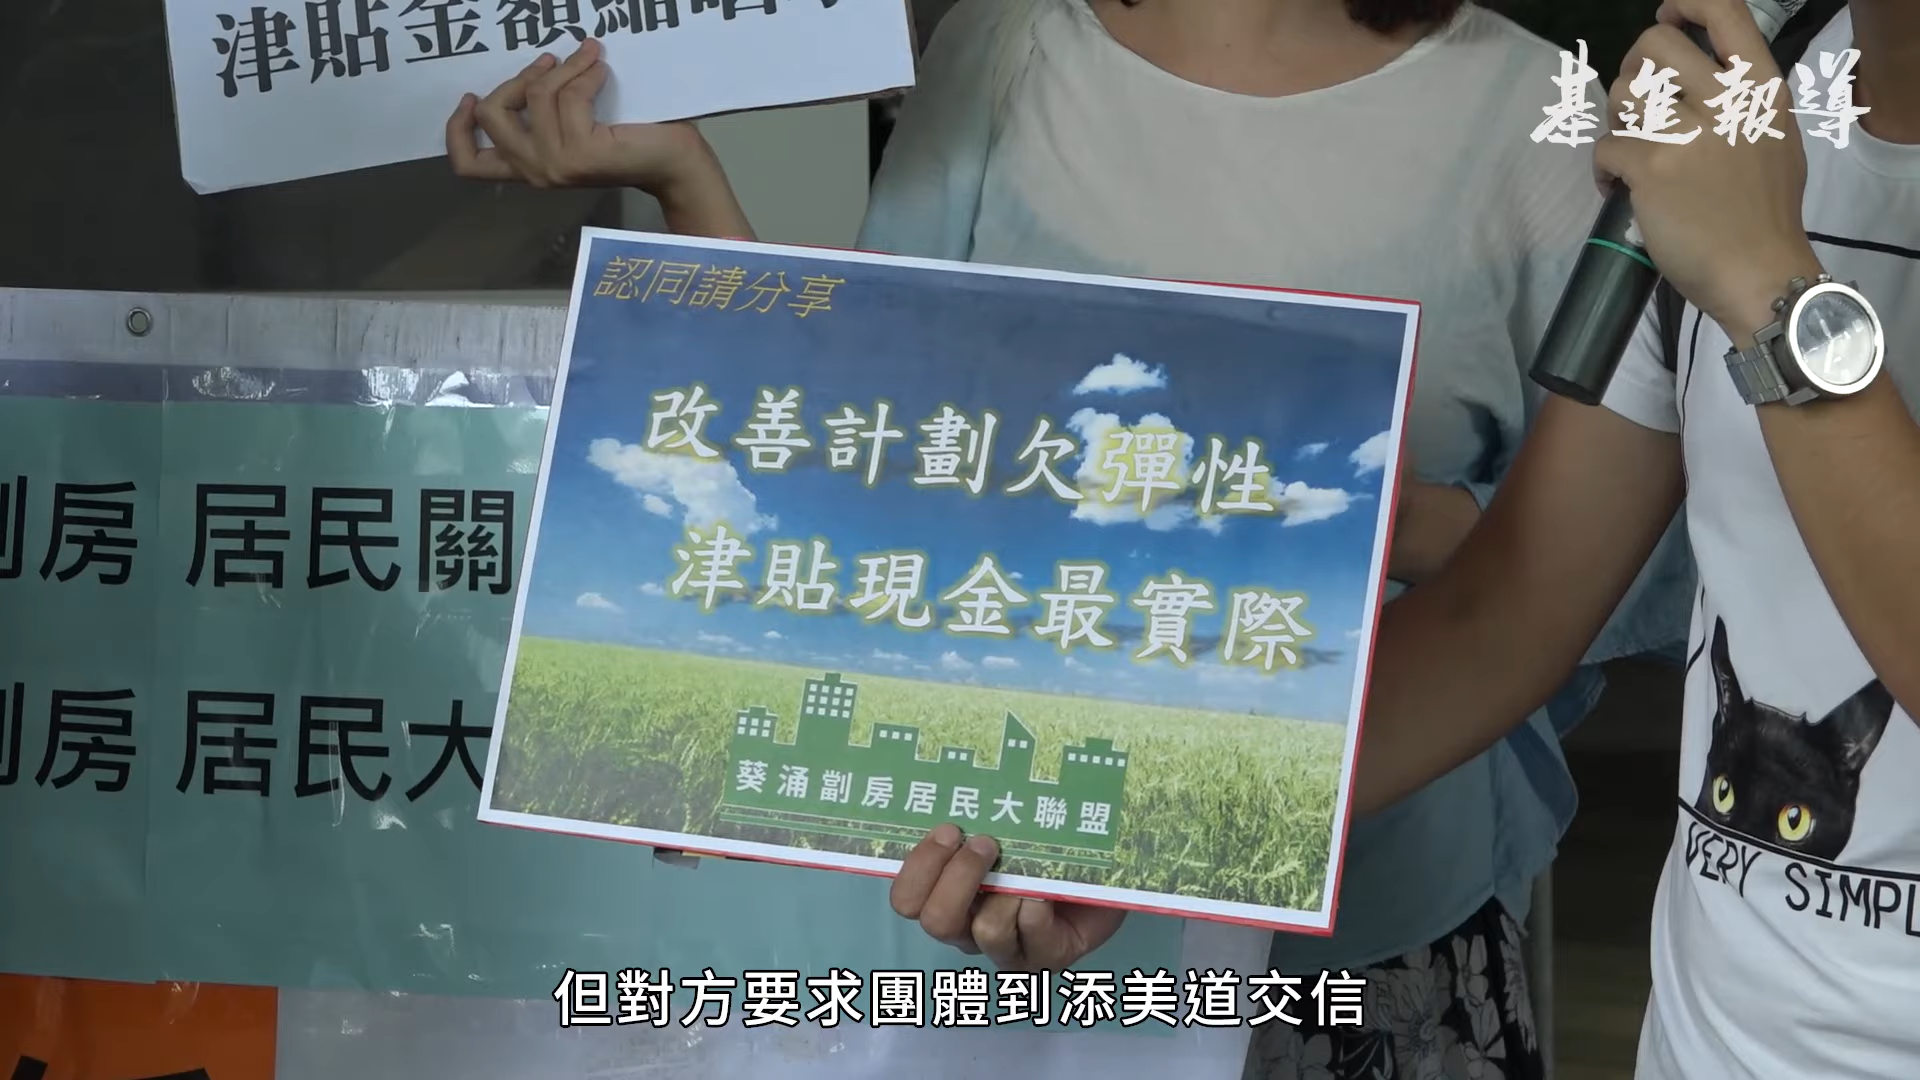 津貼金額縮
基進報導
認同請分享
改善計劃欠彈性
津貼現金最實際
葵涌劏房居民大聯盟
劏房 居民關
劏房 居民大
VERY SIMPL
但對方要求團體到添美道交信